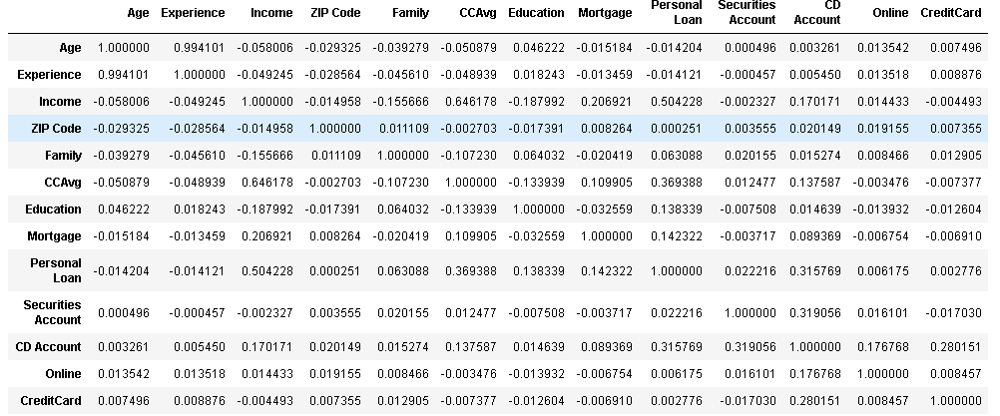 Age Experience Income ZIP Code Family CCAvg Education Mortgage Personal Loan Securities Account CD Account Online CreditCard
Age 1.000000 0.994101 -0.058006 -0.029325 -0.039279 -0.050879 0.046222 -0.015184 -0.014204 0.000496 0.003261 0.013542 0.007496
Experience 0.994101 1.000000 -0.049245 -0.028564 -0.045610 -0.048939 0.018243 -0.013459 -0.014121 -0.000457 0.005450 0.013518 0.008876
Income -0.058006 -0.049245 1.000000 -0.014958 -0.155666 0.646178 -0.187992 0.206921 0.504228 -0.002327 0.170171 0.014433 -0.004493
ZIP Code -0.029325 -0.028564 -0.014958 1.000000 0.011109 -0.002703 -0.017391 0.008264 0.000251 0.003555 0.020149 0.019155 0.007355
Family -0.039279 -0.045610 -0.155666 0.011109 1.000000 -0.107230 0.064032 -0.020419 0.063088 0.020155 0.015274 0.008466 0.012905
CCAvg -0.050879 -0.048939 0.646178 -0.002703 -0.107230 1.000000 -0.133939 0.109905 0.369388 0.012477 0.137587 -0.003476 -0.007377
Education 0.046222 0.018243 -0.187992 -0.017391 0.064032 -0.133939 1.000000 -0.032559 0.138339 -0.007508 0.014639 -0.013932 -0.012604
Mortgage -0.015184 -0.013459 0.206921 0.008264 -0.020419 0.109905 -0.032559 1.000000 0.142322 -0.003717 0.089369 -0.006754 -0.006910
Personal Loan -0.014204 -0.014121 0.504228 0.000251 0.063088 0.369388 0.138339 0.142322 1.000000 0.022216 0.315769 0.006175 0.002776
Securities Account 0.000496 -0.000457 -0.002327 0.003555 0.020155 0.012477 -0.007508 -0.003717 0.022216 1.000000 0.319056 0.016101 -0.017030
CD Account 0.003261 0.005450 0.170171 0.020149 0.015274 0.137587 0.014639 0.089369 0.315769 0.319056 1.000000 0.176768 0.280151
Online 0.013542 0.013518 0.014433 0.019155 0.008466 -0.003476 -0.013932 -0.006754 0.006175 0.016101 0.176768 1.000000 0.008457
CreditCard 0.007496 0.008876 -0.004493 0.007355 0.012905 -0.007377 -0.012604 -0.006910 0.002776 -0.017030 0.280151 0.008457 1.000000